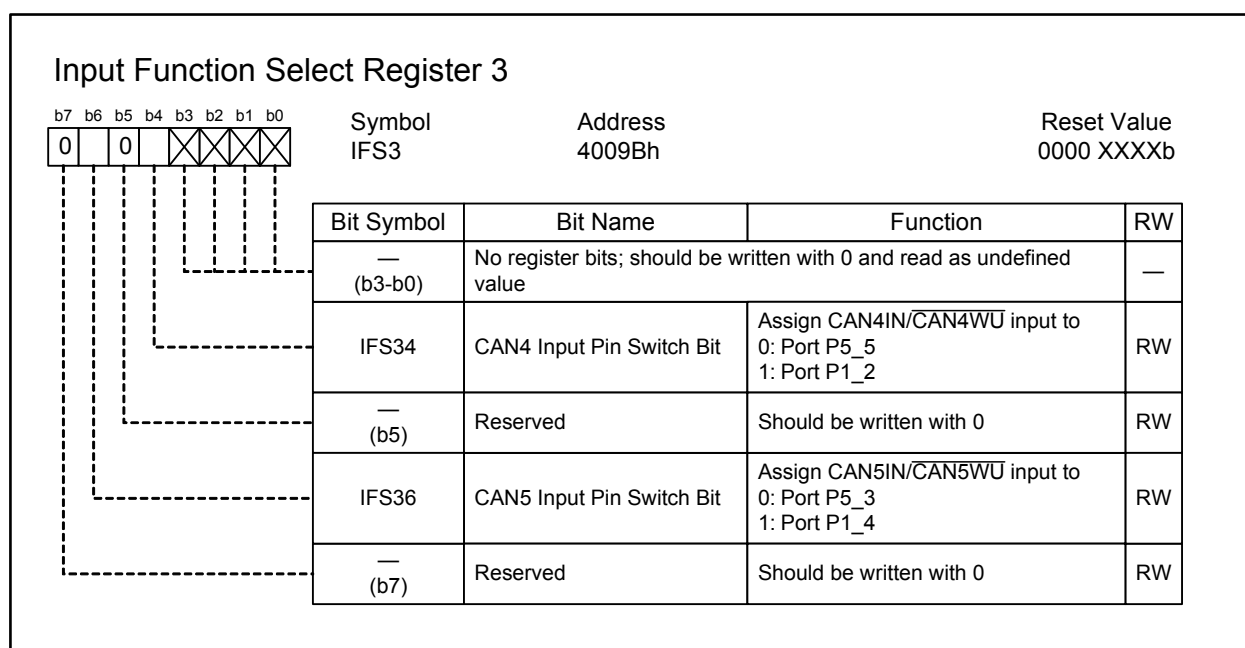 Input Function Select Register 3
b7 b6 b5 b4 b3 b2 b1 b0
0 0
Symbol Address Reset Value
IFS3 4009Bh 0000 XXXXb
Bit Symbol Bit Name Function RW
—
(b3-b0)
No register bits; should be written with 0 and read as undefined
value
—
IFS34
CAN4 Input Pin Switch Bit
Assign CAN4IN/CAN4WU input to
0: Port P5_5
1: Port P1_2
RW
—
(b5)
Reserved
Should be written with 0
RW
IFS36
CAN5 Input Pin Switch Bit
Assign CAN5IN/CAN5WU input to
0: Port P5_3
1: Port P1_4
RW
—
(b7)
Reserved
Should be written with 0
RW